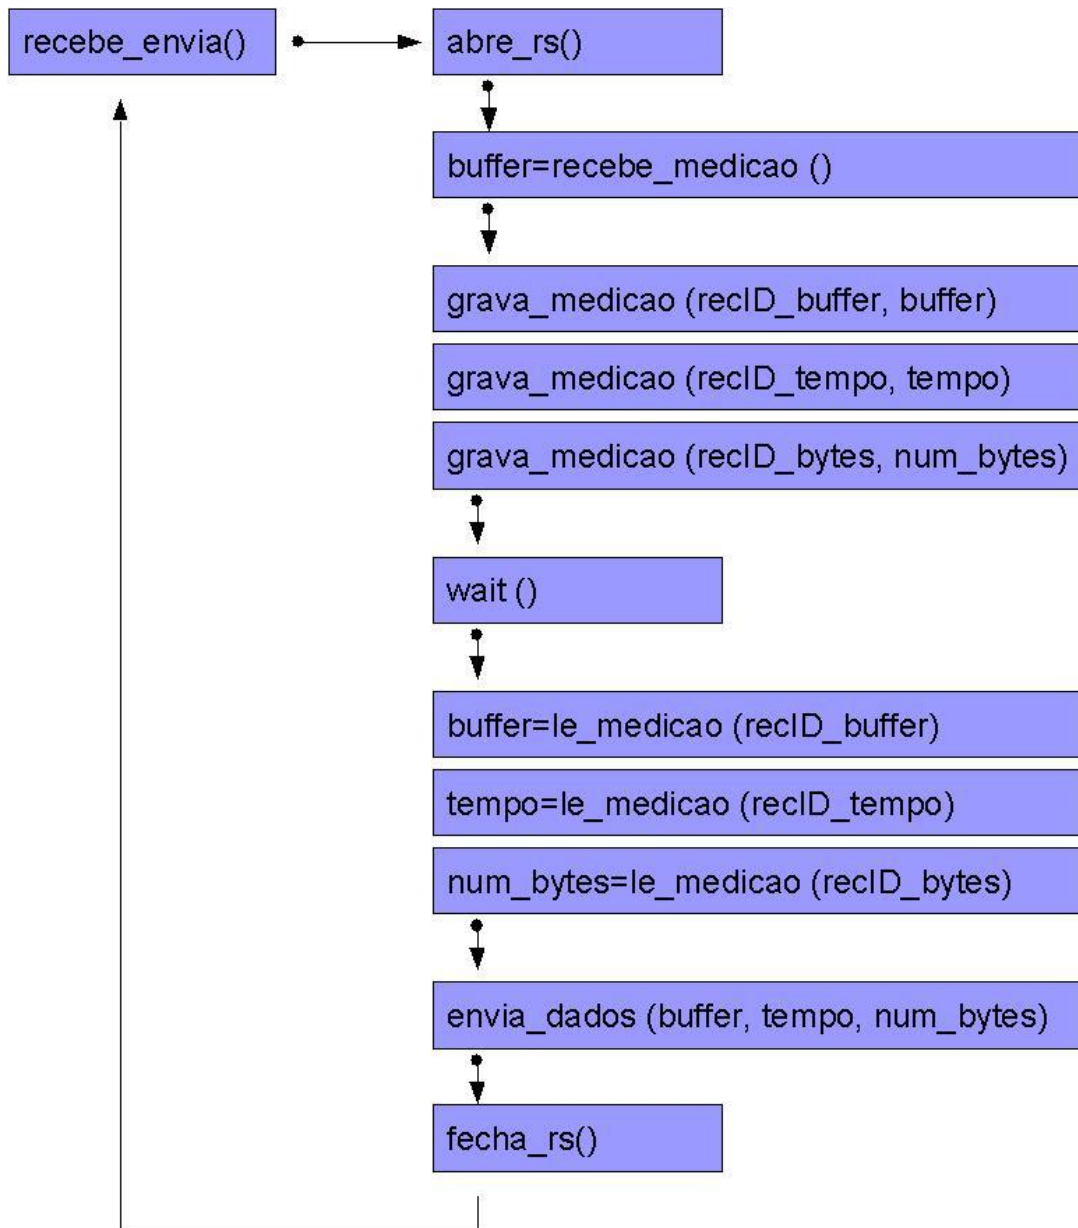 recebe_envia()
abre_rs()
buffer=recebe_medicao ()
grava_medicao (recID_buffer, buffer)
grava_medicao (recID_tempo, tempo)
grava_medicao (recID_bytes, num_bytes)
wait ()
buffer=le_medicao (recID_buffer)
tempo=le_medicao (recID_tempo)
num_bytes=le_medicao (recID_bytes)
envia_dados (buffer, tempo, num_bytes)
fecha_rs()